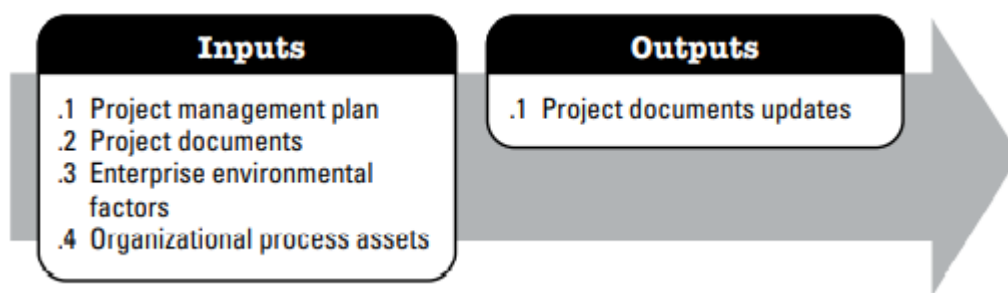 Inputs
.1 Project management plan
.2 Project documents
.3 Enterprise environmental
factors
.4 Organizational process assets
Outputs
.1 Project documents updates